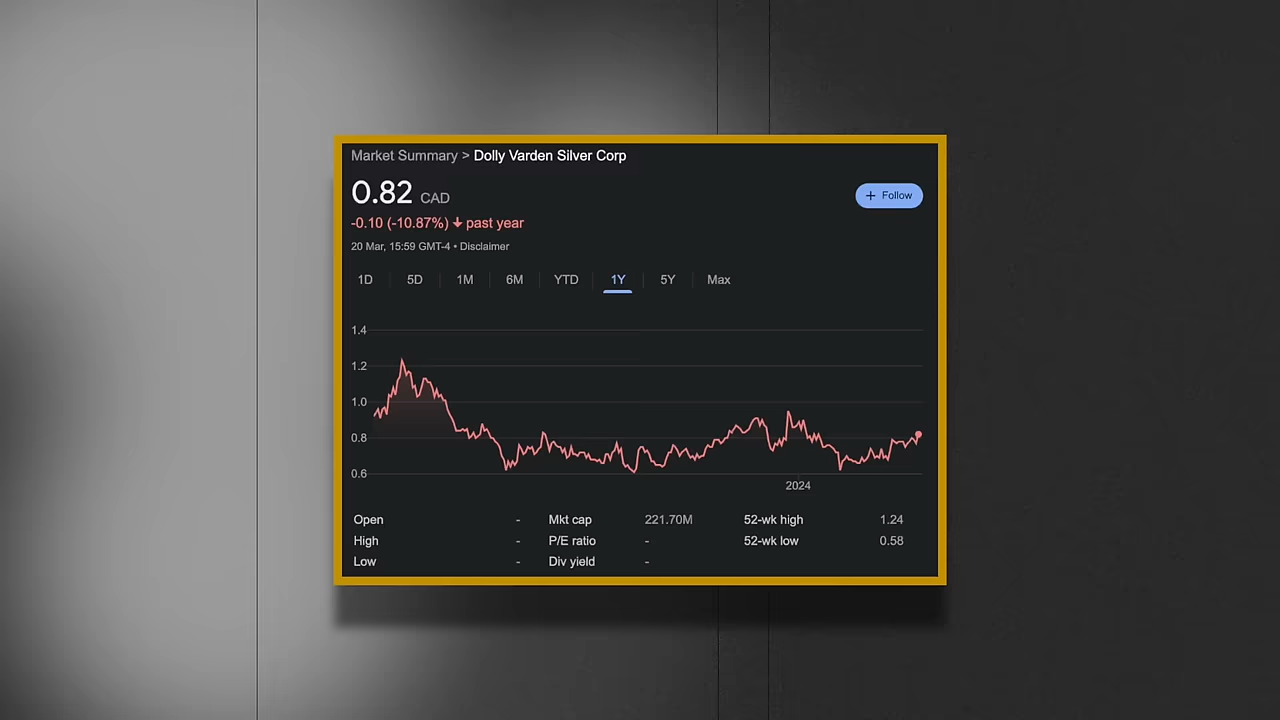 Market Summary > Dolly Varden Silver Corp
0.82 CAD
+ Follow
-0.10 (-10.87%) ↓ past year
20 Mar, 15:59 GMT-4 • Disclaimer
1D 5D 1M 6M YTD 1Y 5Y Max
1.4
1.2
1.0
0.8
0.6
2024
Open - Mkt cap 221.70M 52-wk high 1.24
High - P/E ratio - 52-wk low 0.58
Low - Div yield -